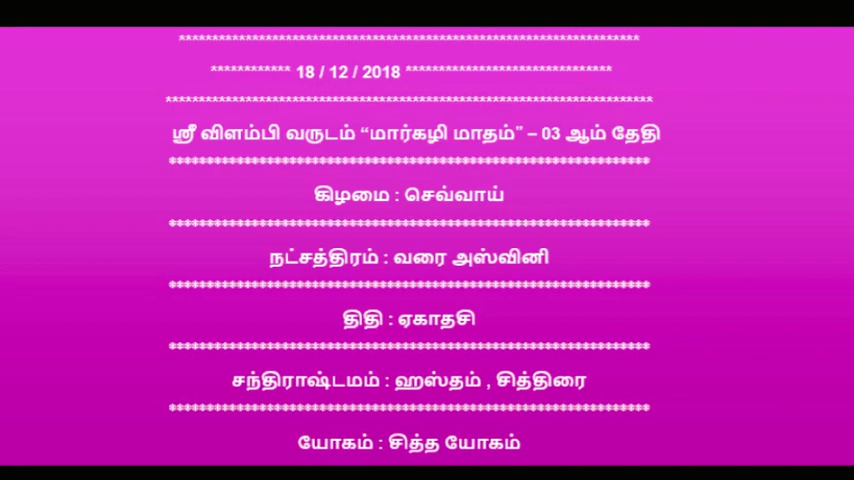 *********************************************************************
************ 18 / 12 / 2018 *******************************
*************************************************************************
ஸ்ரீ விளம்பி வருடம் “மார்கழி மாதம்” – 03 ஆம் தேதி
************************************************************************
கிழமை : செவ்வாய்
************************************************************************
நட்சத்திரம் : வரை அஸ்வினி
************************************************************************
திதி : ஏகாதசி
************************************************************************
சந்திராஷ்டமம் : ஹஸ்தம் , சித்திரை
************************************************************************
யோகம் : சித்த யோகம்